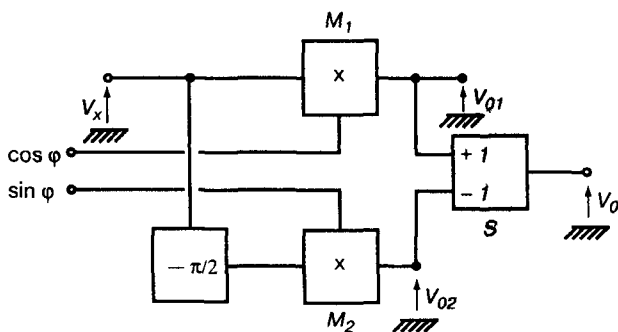 M1
x
Vx
V01
cos φ
sin φ
+ 1
- 1
S
V0
- π/2
x
M2
V02